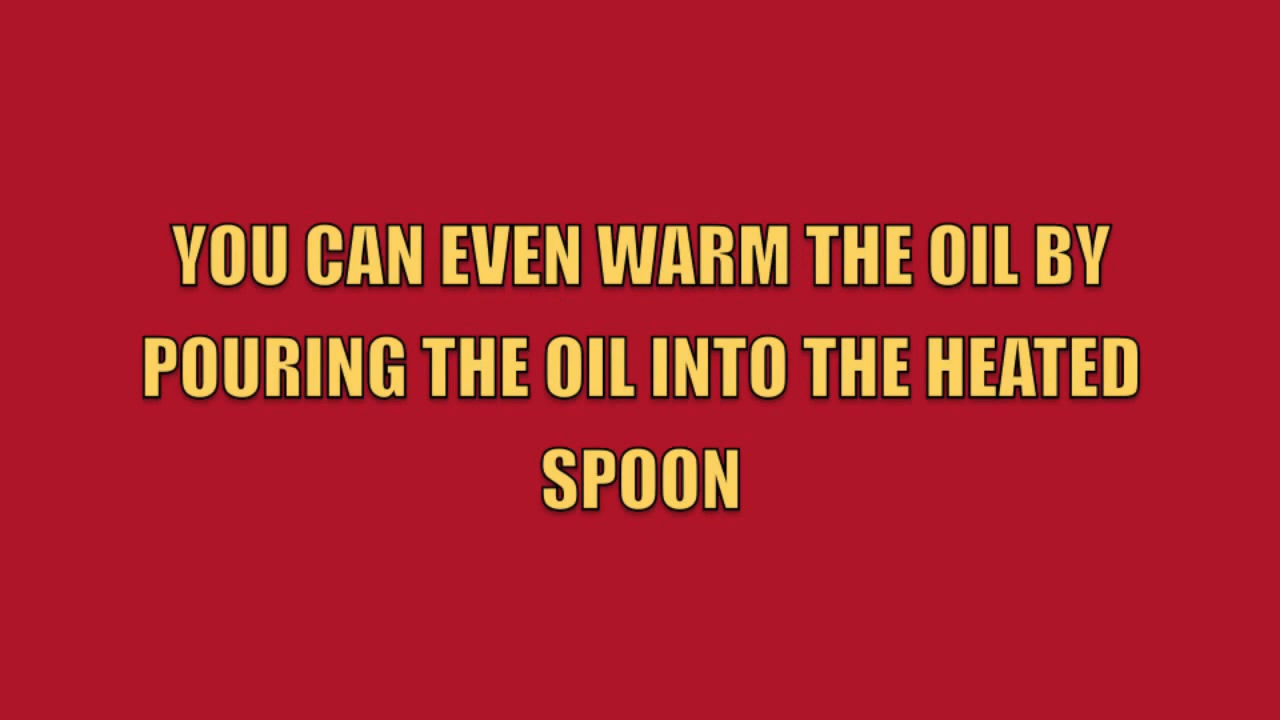 YOU CAN EVEN WARM THE OIL BY
POURING THE OIL INTO THE HEATED
SPOON